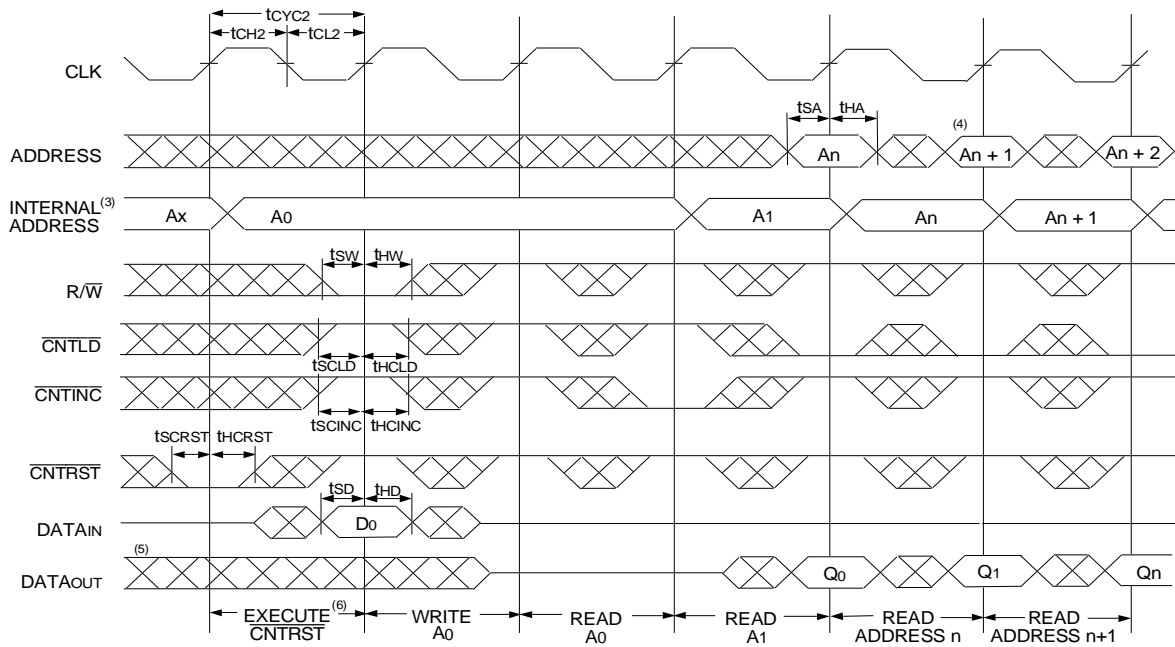 tCYC2
tCH2 tCL2
CLK
tSA tHA
(4)
ADDRESS An An + 1 An + 2
INTERNAL(3)
ADDRESS
Ax A0 A1 An An + 1
tSW tHW
R/W
CNTLD
tSCLD tHCLD
CNTINC
tSCINC tHCINC
tSCRST tHCRST
CNTRST
tSD tHD
DATAIN D0
(5)
DATAOUT Q0 Q1 Qn
EXECUTE(6)
CNTRST
WRITE
A0
READ
A0
READ
A1
READ
ADDRESS n
READ
ADDRESS n+1